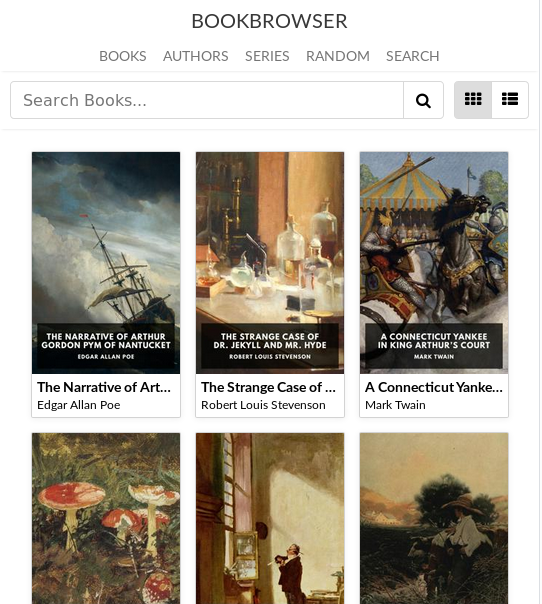 BOOKBROWSER
BOOKS AUTHORS SERIES RANDOM SEARCH
Search Books...
THE NARRATIVE OF ARTHUR
GORDON PYM OF NANTUCKET
EDGAR ALLAN POE
The Narrative of Art...
Edgar Allan Poe
THE STRANGE CASE OF
DR. JEKYLL AND MR. HYDE
ROBERT LOUIS STEVENSON
The Strange Case of ...
Robert Louis Stevenson
A CONNECTICUT YANKEE
IN KING ARTHUR'S COURT
MARK TWAIN
A Connecticut Yanke...
Mark Twain